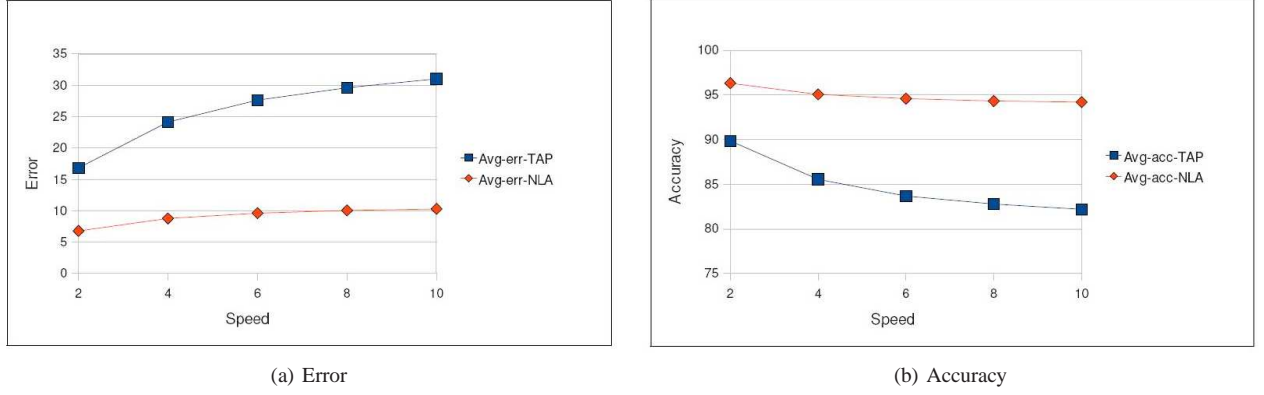 35
30
25
20
15
10
5
0
Error
2 4 6 8 10
Speed
Avg-err-TAP
Avg-err-NLA
(a) Error
100
95
90
85
80
75
Accuracy
2 4 6 8 10
Speed
Avg-acc-TAP
Avg-acc-NLA
(b) Accuracy